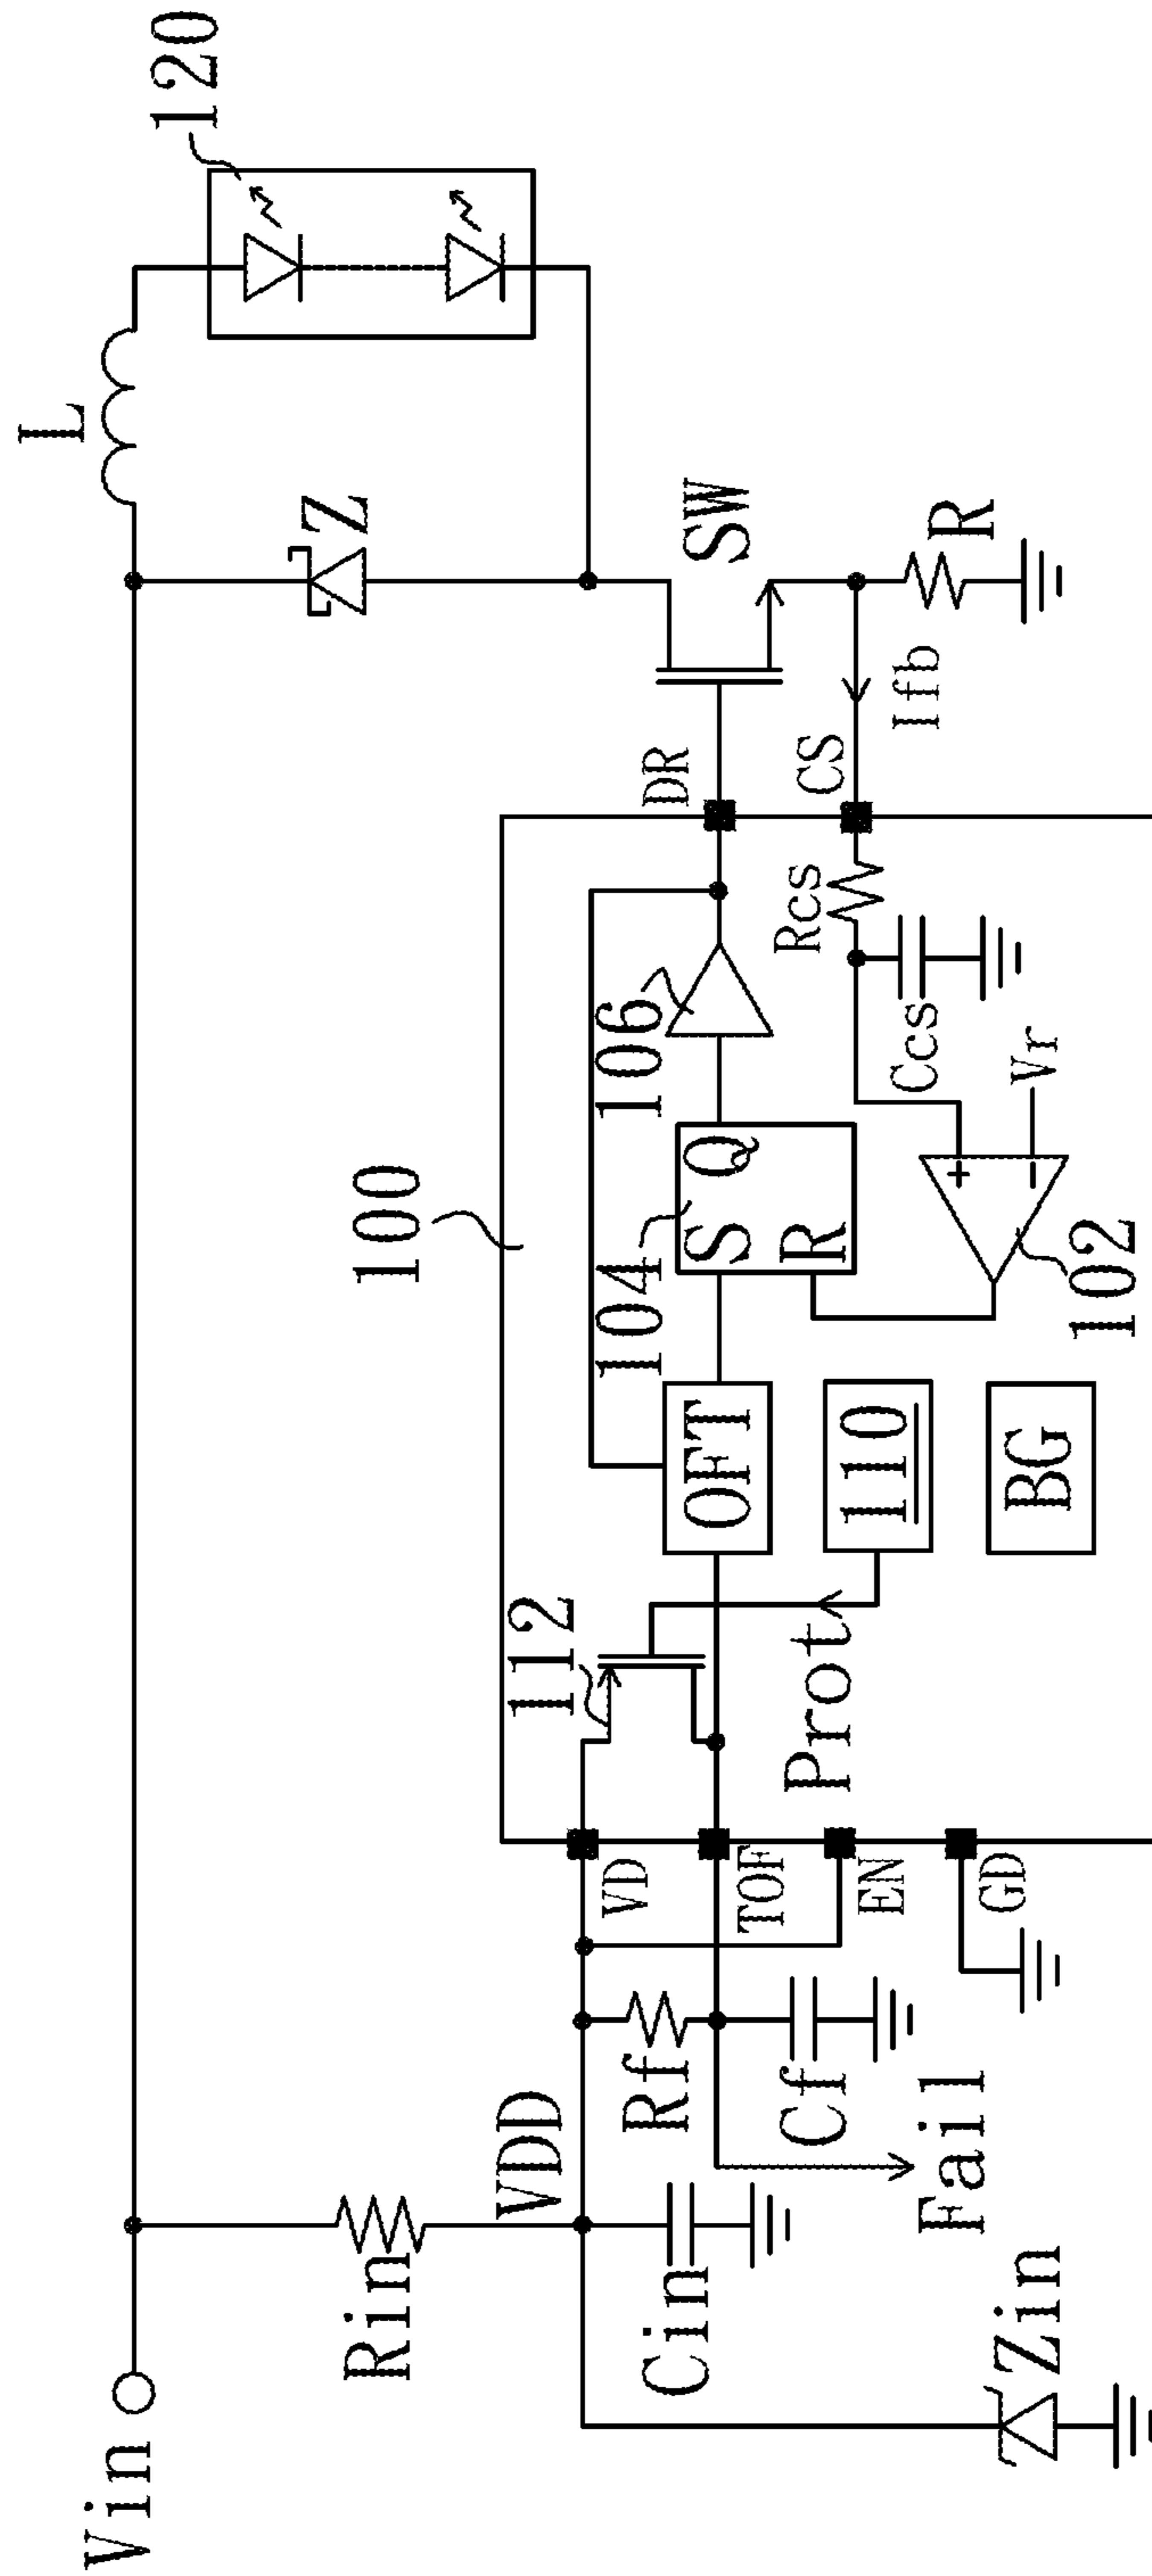 Vin
L
120
Rin
Z
VDD
100
SW
Cin
Rf
Cf
Fail
Zin
VD
TOF
EN
GD
112
Prot
OFT
110
BG
104
S
Q
R
106
102
Vr
Rcs
Ccs
DR
CS
Ifb
R